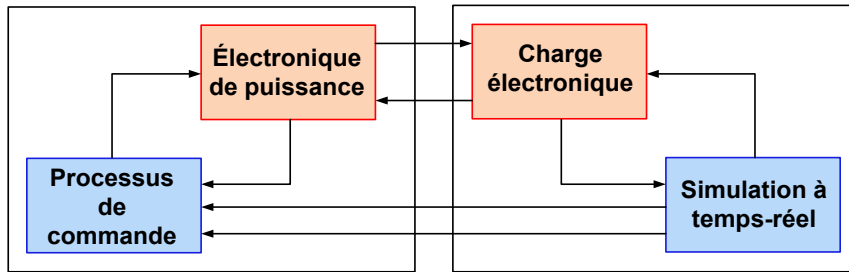 Électronique
de puissance
Charge
électronique
Processus
de
commande
Simulation à
temps-réel